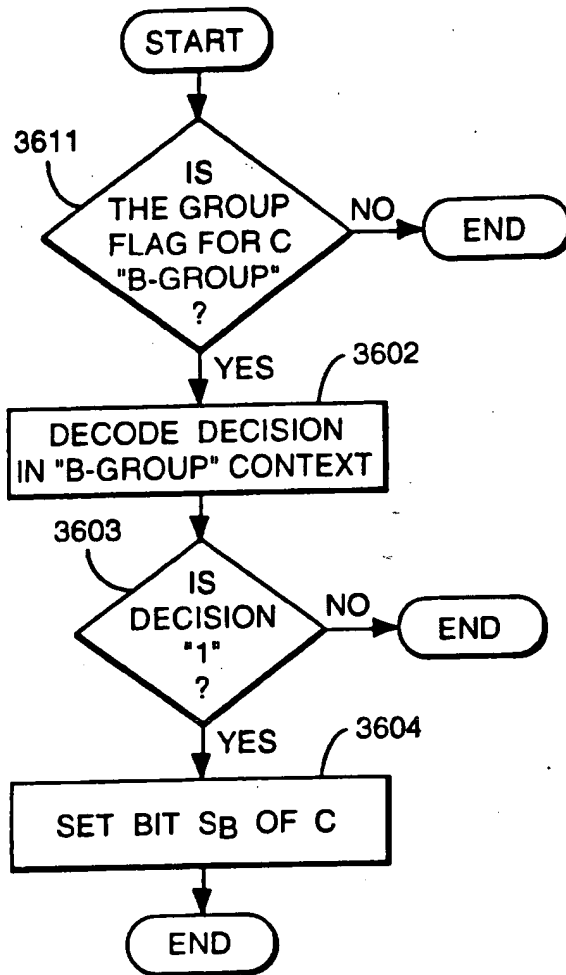 START
3611
IS
THE GROUP
FLAG FOR C
"B-GROUP"
?
NO
END
YES
3602
DECODE DECISION
IN "B-GROUP" CONTEXT
3603
IS
DECISION
"1"
?
NO
END
YES
3604
SET BIT SB OF C
END